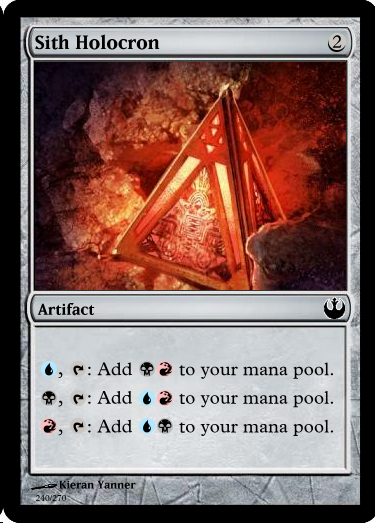 Sith Holocron 2
Artifact
, : Add to your mana pool.
, : Add to your mana pool.
, : Add to your mana pool.
Kieran Yanner
240/270